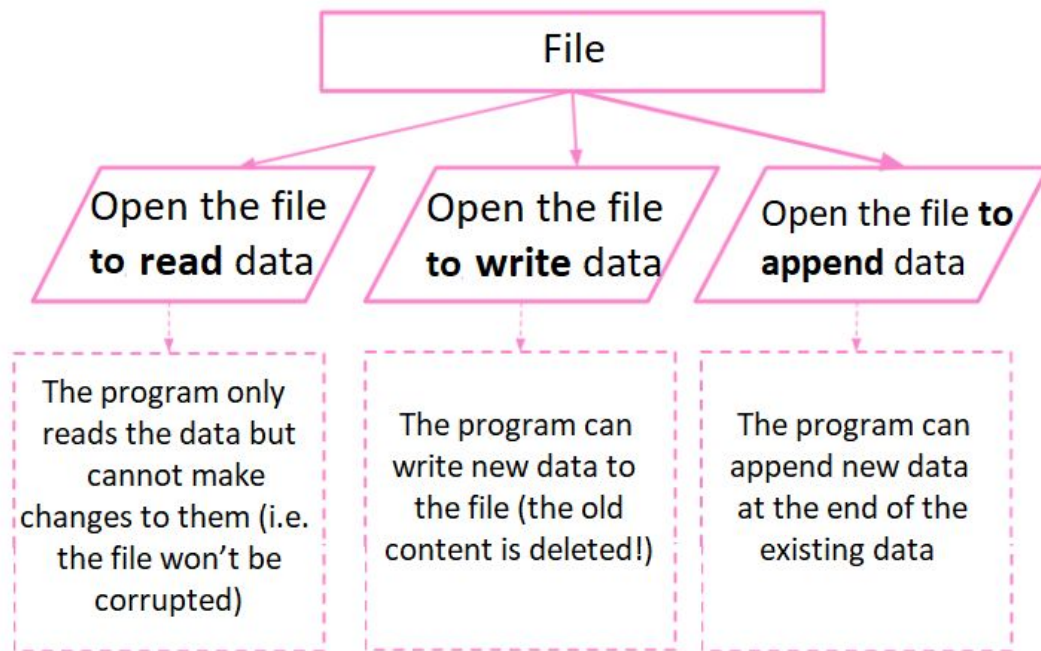 File
Open the file
to read data
Open the file
to write data
Open the file to
append data
The program only
reads the data but
cannot make
changes to them (i.e.
the file won’t be
corrupted)
The program can
write new data to
the file (the old
content is deleted!)
The program can
append new data
at the end of the
existing data